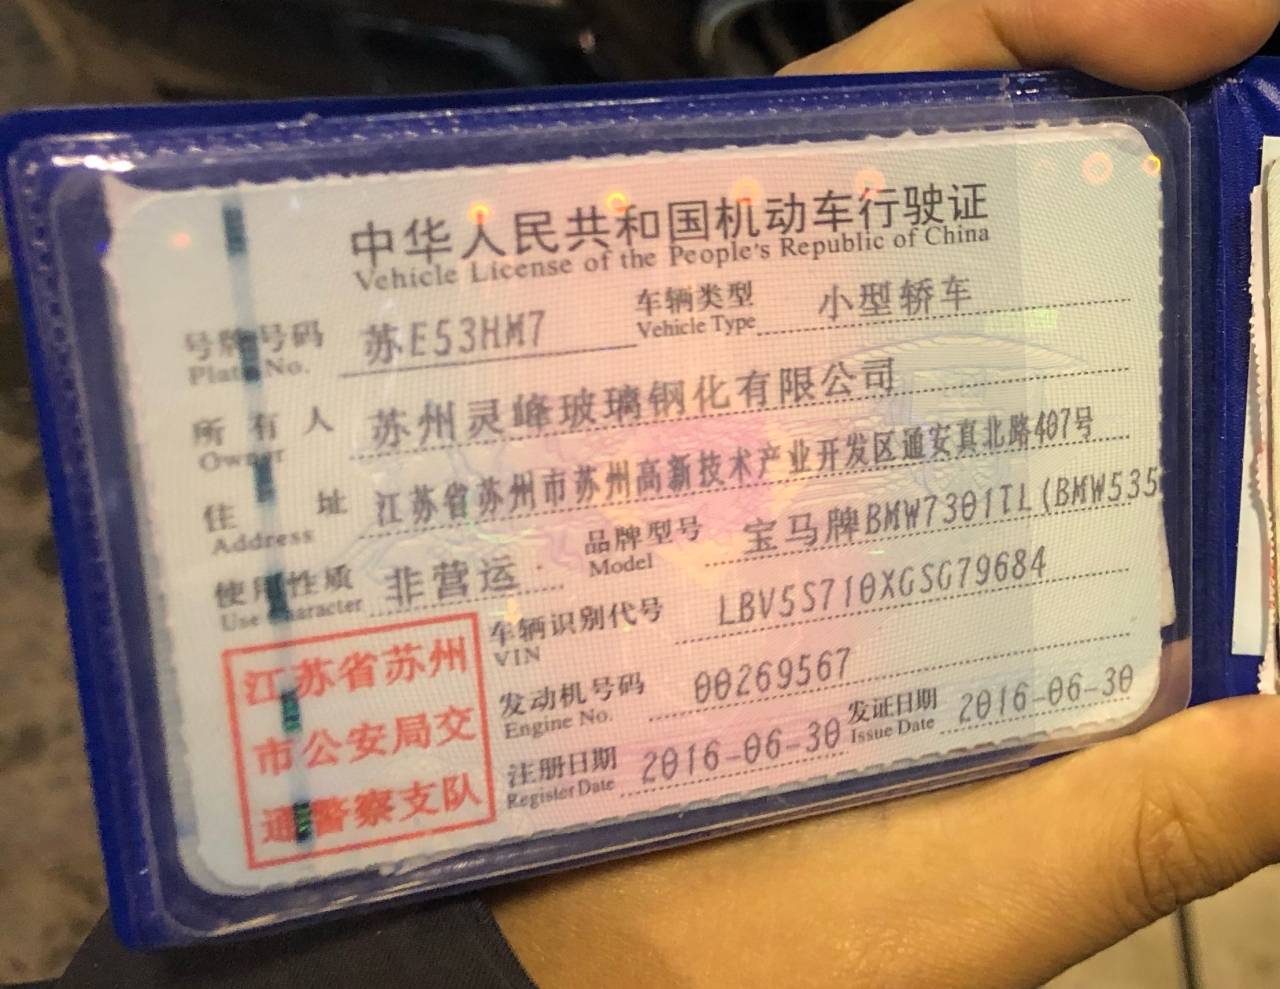 中华人民共和国机动车行驶证
Vehicle License of the People's Republic of China
号牌号码 苏E53HM7 车辆类型 小型轿车
Plate No. Vehicle Type
所有人 苏州灵峰玻璃钢化有限公司
Owner
住址 江苏省苏州市苏州高新技术产业开发区通安真北路407号
Address
使用性质 非营运 品牌型号 宝马牌BMW7301TL(BMW535
Use Character Model
车辆识别代号 LBV5S710XGSG79684
VIN
发动机号码 00269567
Engine No.
注册日期 2016-06-30 发证日期 2016-06-30
Register Date Issue Date
江苏省苏州
市公安局交
通警察支队